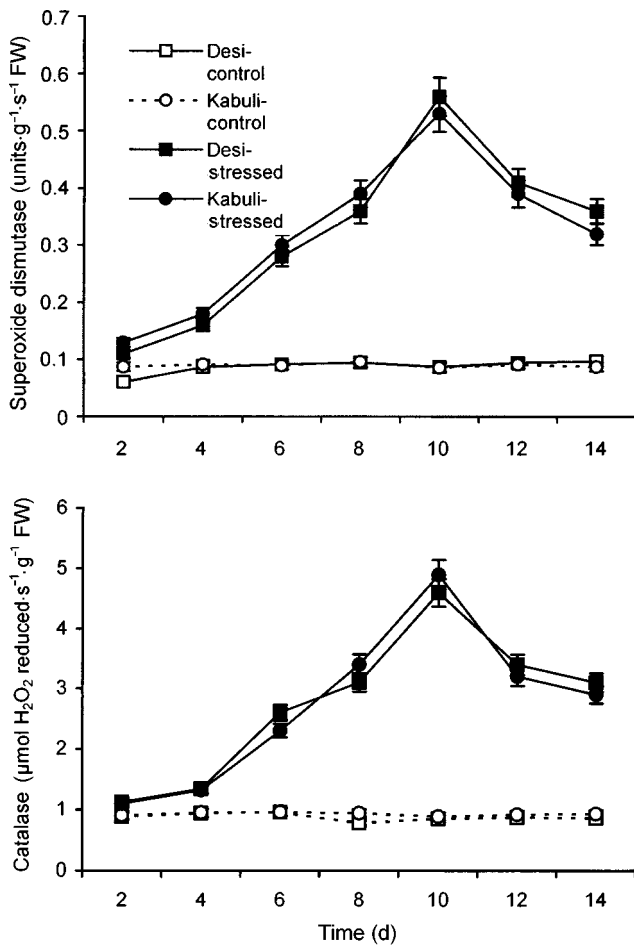 Superoxide dismutase (units·g⁻¹·s⁻¹ FW)
0.7
0.6
0.5
0.4
0.3
0.2
0.1
0
Desi-
control
Kabuli-
control
Desi-
stressed
Kabuli-
stressed
2 4 6 8 10 12 14
Catalase (µmol H₂O₂ reduced·s⁻¹·g⁻¹ FW)
6
5
4
3
2
1
0
2 4 6 8 10 12 14
Time (d)